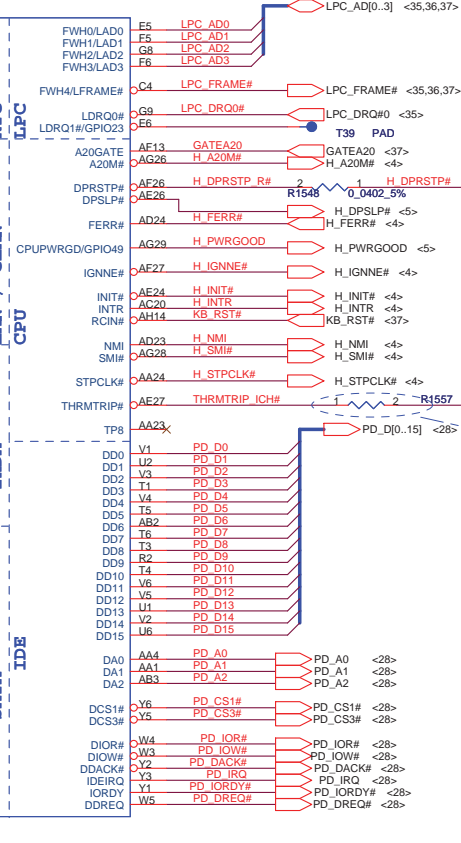 LPC_AD[0..3] <35,36,37>
FWH0/LAD0 E5 LPC_AD0
FWH1/LAD1 F5 LPC_AD1
FWH2/LAD2 G8 LPC_AD2
FWH3/LAD3 F6 LPC_AD3
FWH4/LFRAME# C4 LPC_FRAME# LPC_FRAME# <35,36,37>
LDRQ0# G9 LPC_DRQ0# LPC_DRQ#0 <35>
LDRQ1#/GPIO23 E6
T39 PAD
LPC
A20GATE AF13 GATEA20 GATEA20 <37>
A20M# AG26 H_A20M# H_A20M# <4>
DPRSTP# AF26 H_DPRSTP_R# 2 1 H_DPRSTP#
DPSLP# AE26 R1548 0_0402_5%
H_DPSLP# <5>
FERR# AD24 H_FERR# H_FERR# <4>
CPUPWRGD/GPIO49 AG29 H_PWRGOOD H_PWRGOOD <5>
IGNNE# AF27 H_IGNNE# H_IGNNE# <4>
INIT# AE24 H_INIT# H_INIT# <4>
INTR AC20 H_INTR H_INTR <4>
RCIN# AH14 KB_RST# KB_RST# <37>
CPU
NMI AD23 H_NMI H_NMI <4>
SMI# AG28 H_SMI# H_SMI# <4>
STPCLK# AA24 H_STPCLK# H_STPCLK# <4>
THRMTRIP# AE27 THRMTRIP_ICH# 1 2 R1557
TP8 AA23 PD_D[0..15] <28>
DD0 V1 PD_D0
DD1 U2 PD_D1
DD2 V3 PD_D2
DD3 T1 PD_D3
DD4 V4 PD_D4
DD5 T5 PD_D5
DD6 AB2 PD_D6
DD7 T6 PD_D7
DD8 T3 PD_D8
DD9 R2 PD_D9
DD10 T4 PD_D10
DD11 V6 PD_D11
DD12 V5 PD_D12
DD13 U1 PD_D13
DD14 V2 PD_D14
DD15 U6 PD_D15
IDE
DA0 AA4 PD_A0 PD_A0 <28>
DA1 AA1 PD_A1 PD_A1 <28>
DA2 AB3 PD_A2 PD_A2 <28>
DCS1# Y6 PD_CS1# PD_CS1# <28>
DCS3# Y5 PD_CS3# PD_CS3# <28>
DIOR# W4 PD_IOR# PD_IOR# <28>
DIOW# W3 PD_IOW# PD_IOW# <28>
DDACK# Y2 PD_DACK# PD_DACK# <28>
IDEIRQ Y3 PD_IRQ PD_IRQ <28>
IORDY Y1 PD_IORDY# PD_IORDY# <28>
DDREQ W5 PD_DREQ# PD_DREQ# <28>